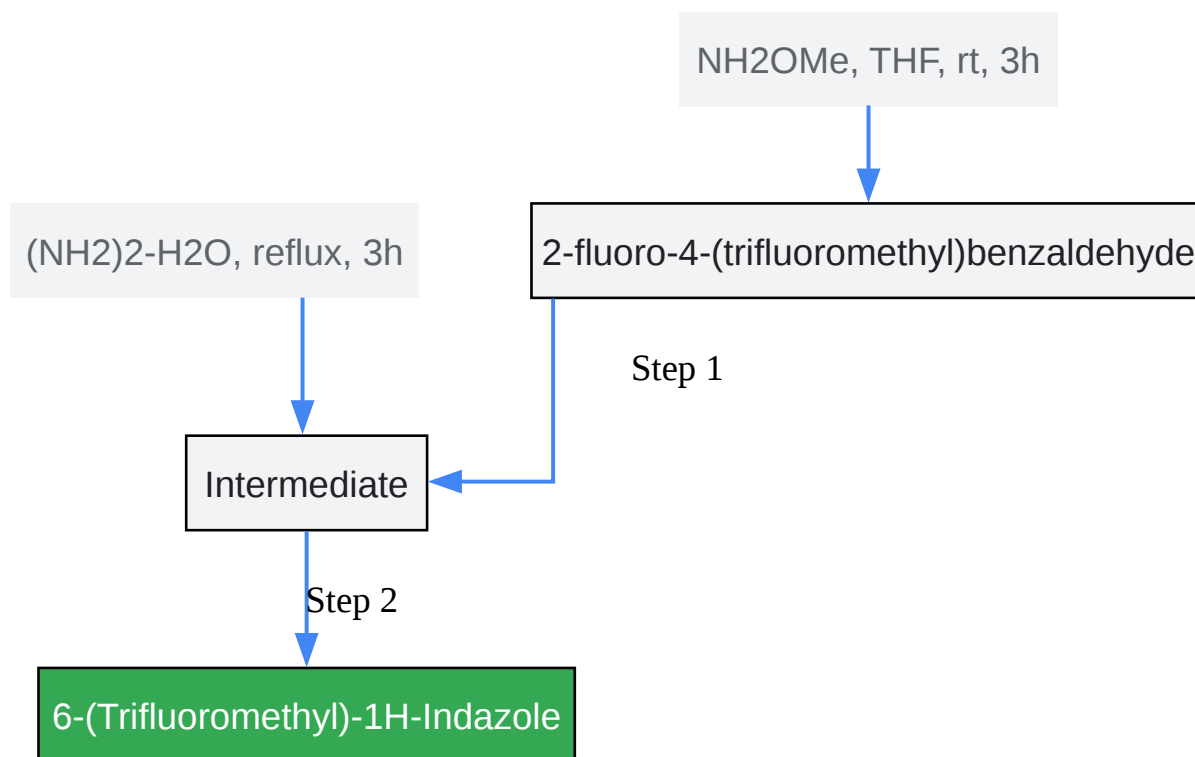 NH2OMe, THF, rt, 3h
(NH2)2-H2O, reflux, 3h
2-fluoro-4-(trifluoromethyl)benzaldehyde
Step 1
Intermediate
Step 2
6-(Trifluoromethyl)-1H-Indazole